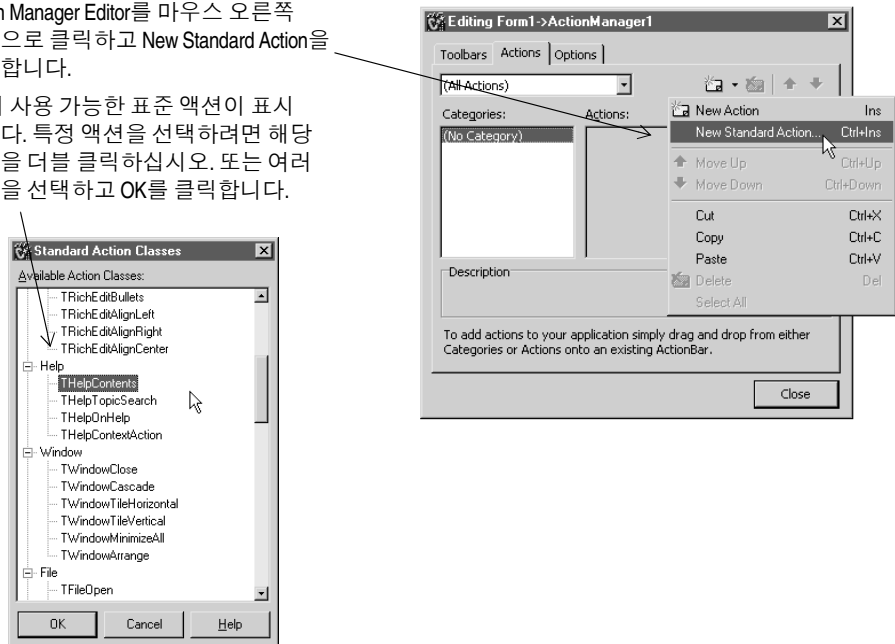 n Manager Editor를 마우스 오른쪽
으로 클릭하고 New Standard Action을
합니다.
사용 가능한 표준 액션이 표시
다. 특정 액션을 선택하려면 해당
을 더블 클릭하십시오. 또는 여러
을 선택하고 OK를 클릭합니다.
Editing Form1->ActionManager1
Toolbars Actions Options
(All Actions)
Categories: Actions:
(No Category)
New Action Ins
New Standard Action... Ctrl+Ins
Move Up Ctrl+Up
Move Down Ctrl+Down
Cut Ctrl+X
Copy Ctrl+C
Paste Ctrl+V
Delete Del
Select All
Description
To add actions to your application simply drag and drop from either
Categories or Actions onto an existing ActionBar.
Close
Standard Action Classes
Available Action Classes:
TRichEditBullets
TRichEditAlignLeft
TRichEditAlignRight
TRichEditAlignCenter
Help
THelpContents
THelpTopicSearch
THelpOnHelp
THelpContextAction
Window
TWindowClose
TWindowCascade
TWindowTileHorizontal
TWindowTileVertical
TWindowMinimizeAll
TWindowArrange
File
TFileOpen
OK Cancel Help